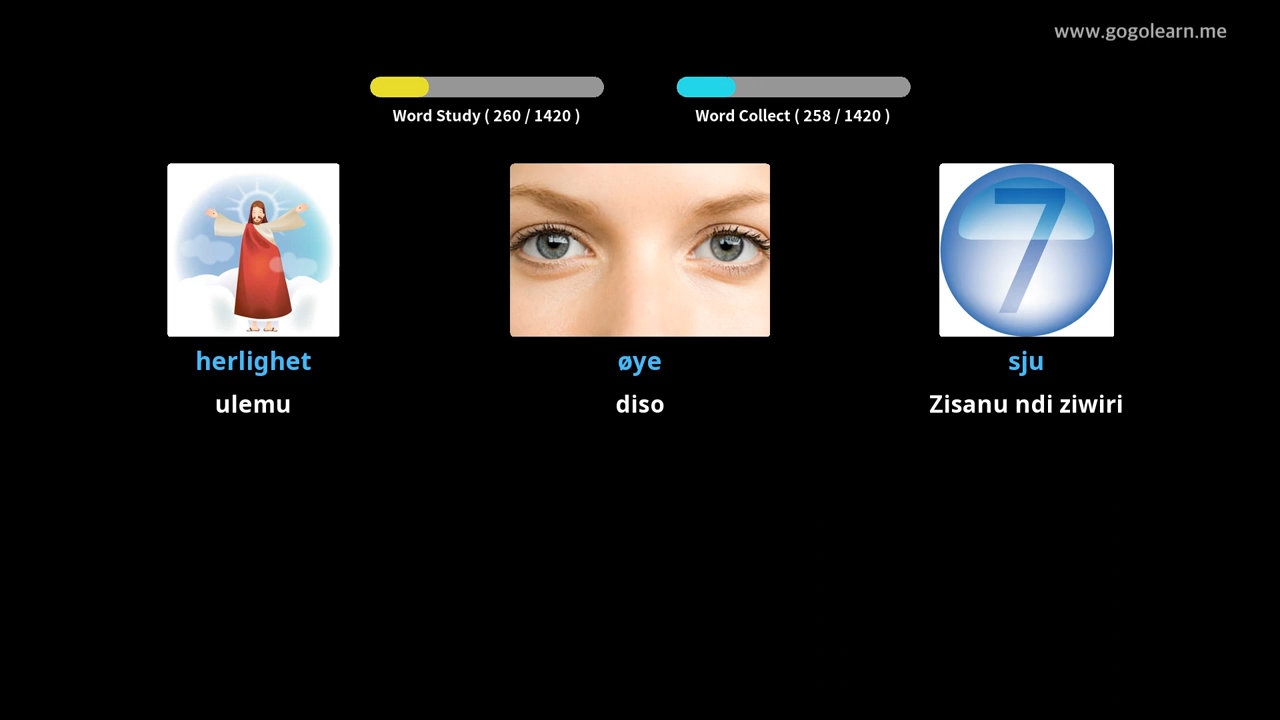 www.gogolearn.me
Word Study ( 260 / 1420 )
Word Collect ( 258 / 1420 )
7
herlighet
øye
sju
ulemu
diso
Zisanu ndi ziwiri